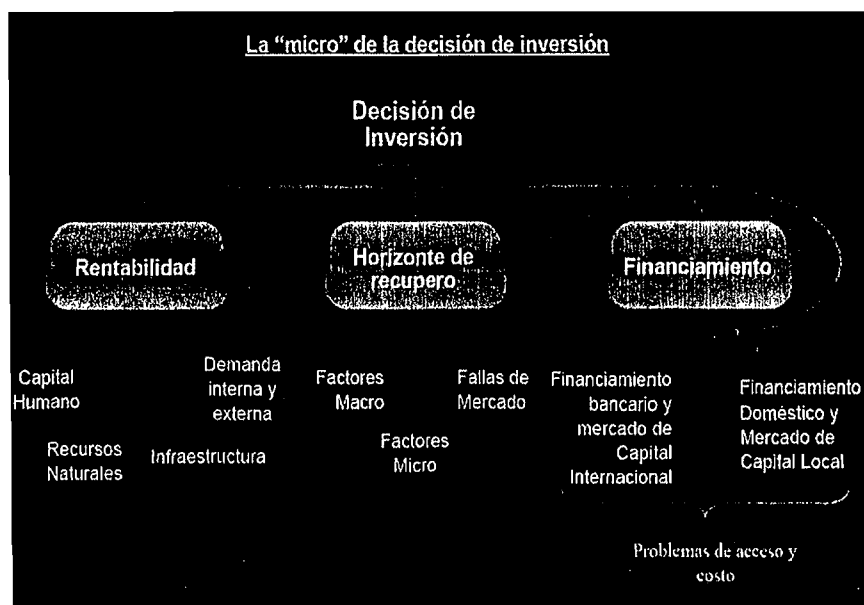 La “micro” de la decisión de inversión
Decisión de
Inversión
Rentabilidad
Horizonte de
recupero
Financiamiento
Capital
Humano
Demanda
interna y
externa
Recursos
Naturales
Infraestructura
Factores
Macro
Fallas de
Mercado
Factores
Micro
Financiamiento
bancario y
mercado de
Capital
Internacional
Financiamiento
Doméstico y
Mercado de
Capital Local
Problemas de acceso y
costo